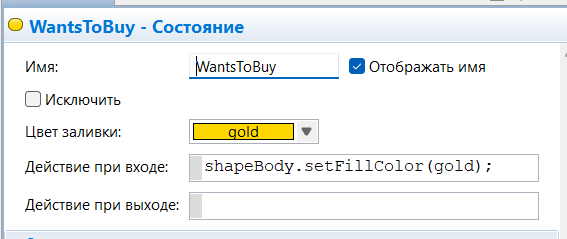 WantsToBuy - Состояние
Имя: WantsToBuy Отображать имя
Исключить
Цвет заливки: gold
Действие при входе: shapeBody.setFillColor(gold);
Действие при выходе: